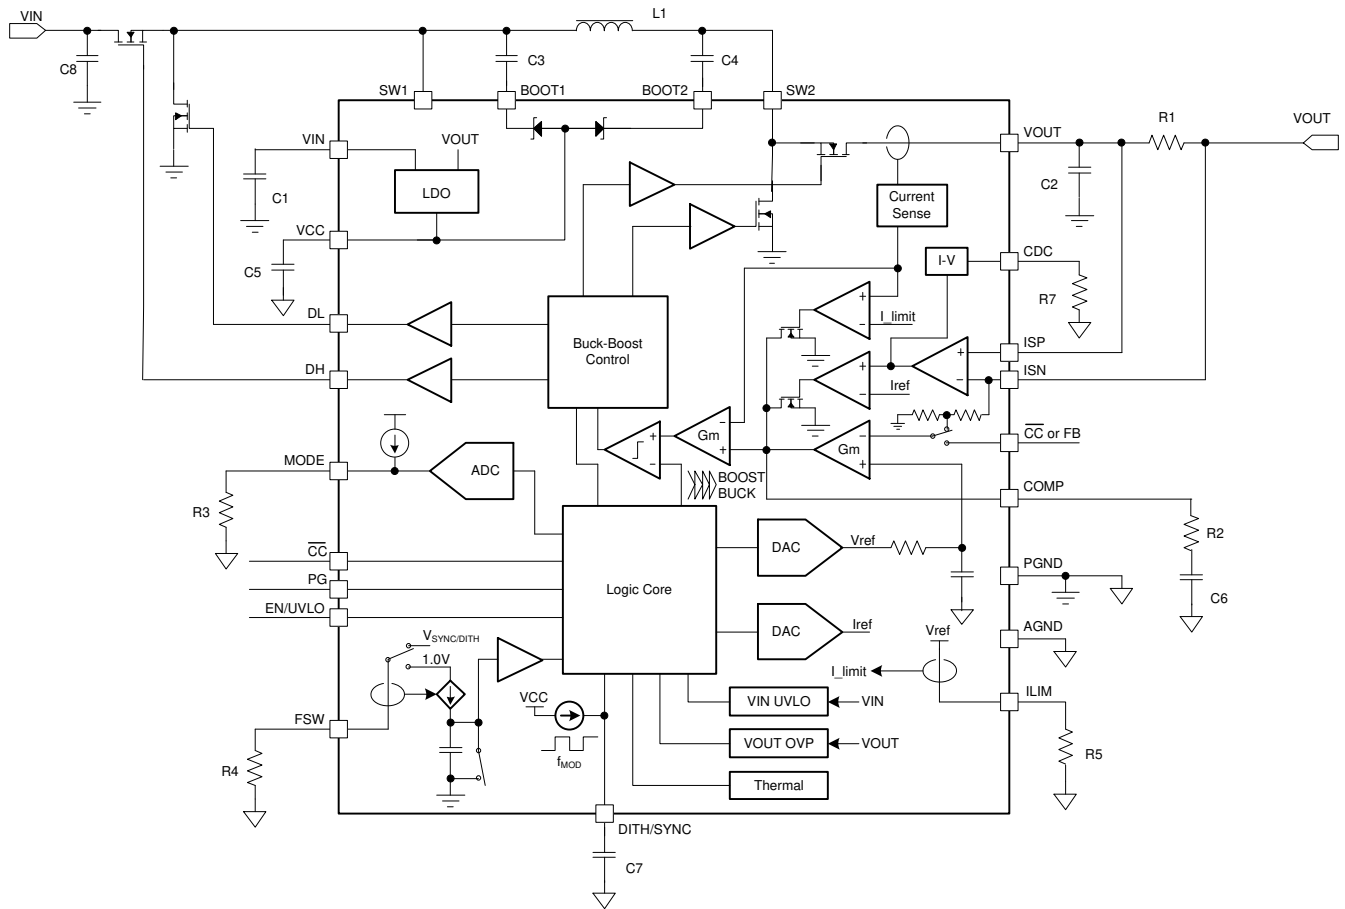 L1
VIN
C8
C3
C4
SW1
BOOT1
BOOT2
SW2
R1
VOUT
VIN
VOUT
VOUT
C1
LDO
Current
Sense
C2
VCC
C5
I-V
CDC
R7
DL
Buck-Boost
Control
+
−
I_limit
DH
+
−
Iref
+
−
ISP
ISN
Gm
−
+
+
−
Gm
−
+
CC or FB
MODE
ADC
BOOST
BUCK
COMP
R3
R2
CC
DAC
Vref
PG
Logic Core
PGND
C6
EN/UVLO
DAC
Iref
AGND
VSYNC/DITH
1.0V
Vref
I_limit
ILIM
FSW
VCC
fMOD
VIN UVLO
VIN
VOUT OVP
VOUT
R5
R4
Thermal
DITH/SYNC
C7